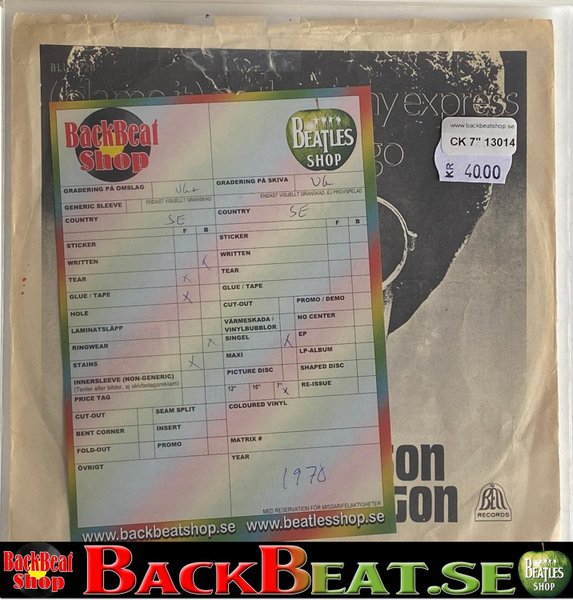 (blame it) on the pony express
www.backbeatshop.se
CK 7" 13014
KR 40.00
BackBeat
Shop
BEATLES
SHOP
GRADERING PÅ OMSLAG VG+
GRADERING PÅ SKIVA VG
ENDAST VISUELLT GRANSKAD
ENDAST VISUELLT GRANSKAD, EJ PROVSPELAD
GENERIC SLEEVE
COUNTRY SE
F B
STICKER
WRITTEN X
TEAR X
GLUE / TAPE X
HOLE
LAMINATSLÄPP
RINGWEAR X
STAINS X
INNERSLEEVE (NON-GENERIC)
(Texter eller bilder, ej skivbolagsreklam)
PRICE TAG
CUT-OUT
SEAM SPLIT
BENT CORNER
INSERT
FOLD-OUT
PROMO
ÖVRIGT
COUNTRY SE
F B
STICKER
WRITTEN
TEAR
GLUE / TAPE
CUT-OUT
PROMO / DEMO
VÄRMESKADA /
VINYLBUBBLOR
NO CENTER
SINGEL X
EP
MAXI
LP-ALBUM
PICTURE DISC
SHAPED DISC
12" 10" 7" X
RE-ISSUE
COLOURED VINYL
MATRIX #
YEAR
1970
MED RESERVATION FÖR MISSAR/FELAKTIGHETER
www.backbeatshop.se www.beatlesshop.se
BELL
RECORDS
BackBeat
Shop
BACKBEAT.SE
BEATLES
SHOP